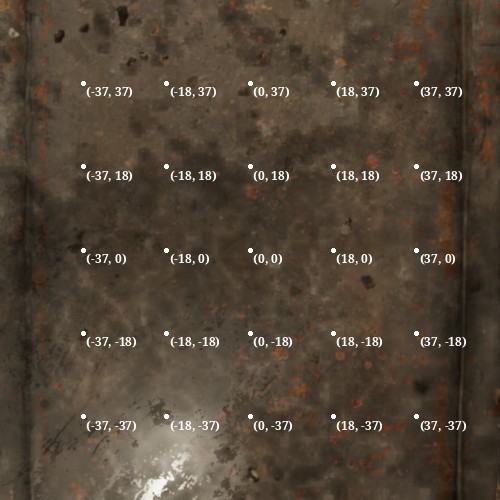 (-37, 37) (-18, 37) (0, 37) (18, 37) (37, 37)
(-37, 18) (-18, 18) (0, 18) (18, 18) (37, 18)
(-37, 0) (-18, 0) (0, 0) (18, 0) (37, 0)
(-37, -18) (-18, -18) (0, -18) (18, -18) (37, -18)
(-37, -37) (-18, -37) (0, -37) (18, -37) (37, -37)